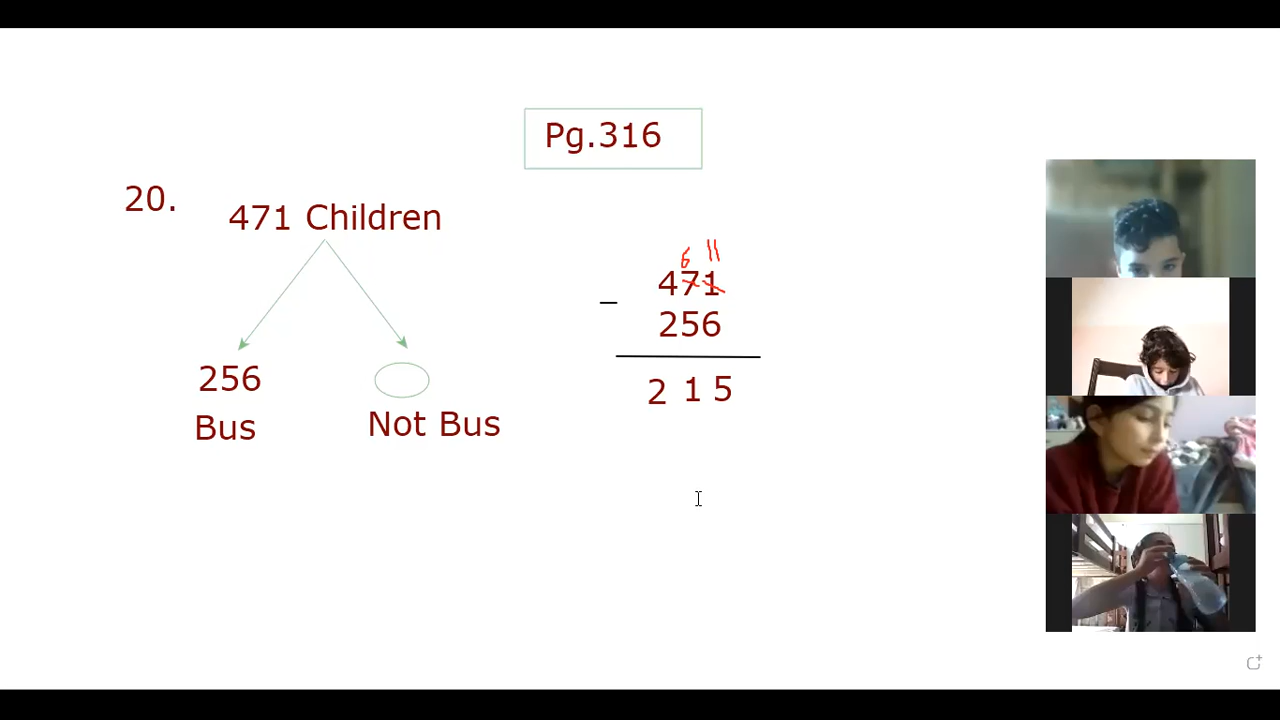 Pg.316
20.
471 Children
256
Bus
Not Bus
6 11
471
–
256
2 1 5